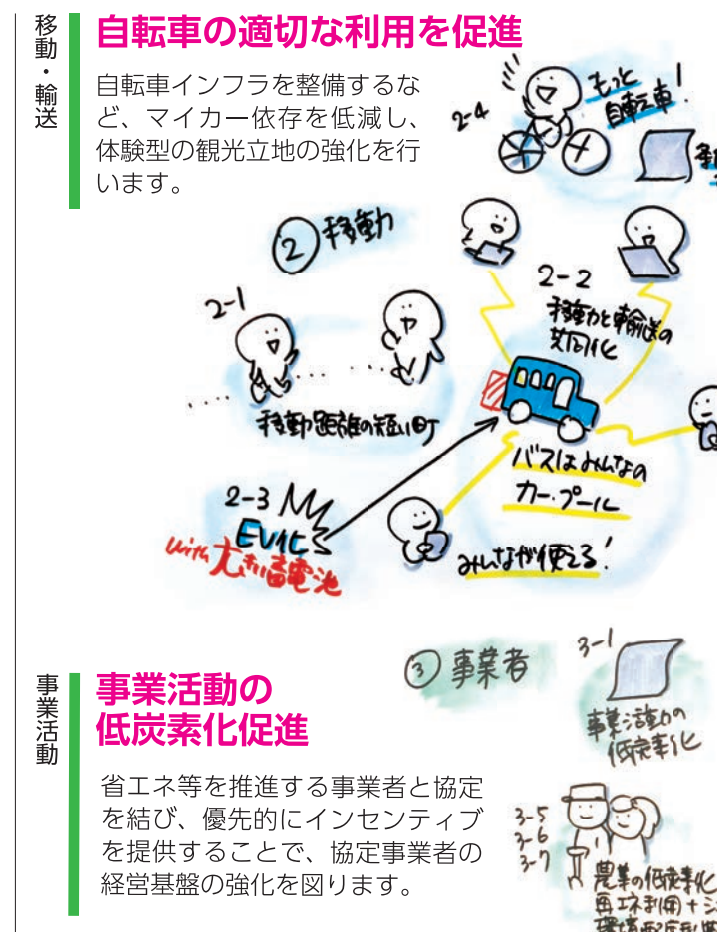 移動・輸送
自転車の適切な利用を促進
自転車インフラを整備するな
ど、マイカー依存を低減し、
体験型の観光立地の強化を行
います。
2-4
もっと
自転車!
② 移動
2-1
移動距離の短い町
2-2
移動と輸送の
共同化
バスはみんなの
カー・プール
みんなが使える!
2-3
EV化
with 大きい蓄電池
事業活動
事業活動の
低炭素化促進
省エネ等を推進する事業者と協定
を結び、優先的にインセンティブ
を提供することで、協定事業者の
経営基盤の強化を図ります。
③ 事業者
3-1
事業活動の
低炭素化
3-5
3-6
3-7
農業の低炭素化
再エネ利用+シ
環境配慮型